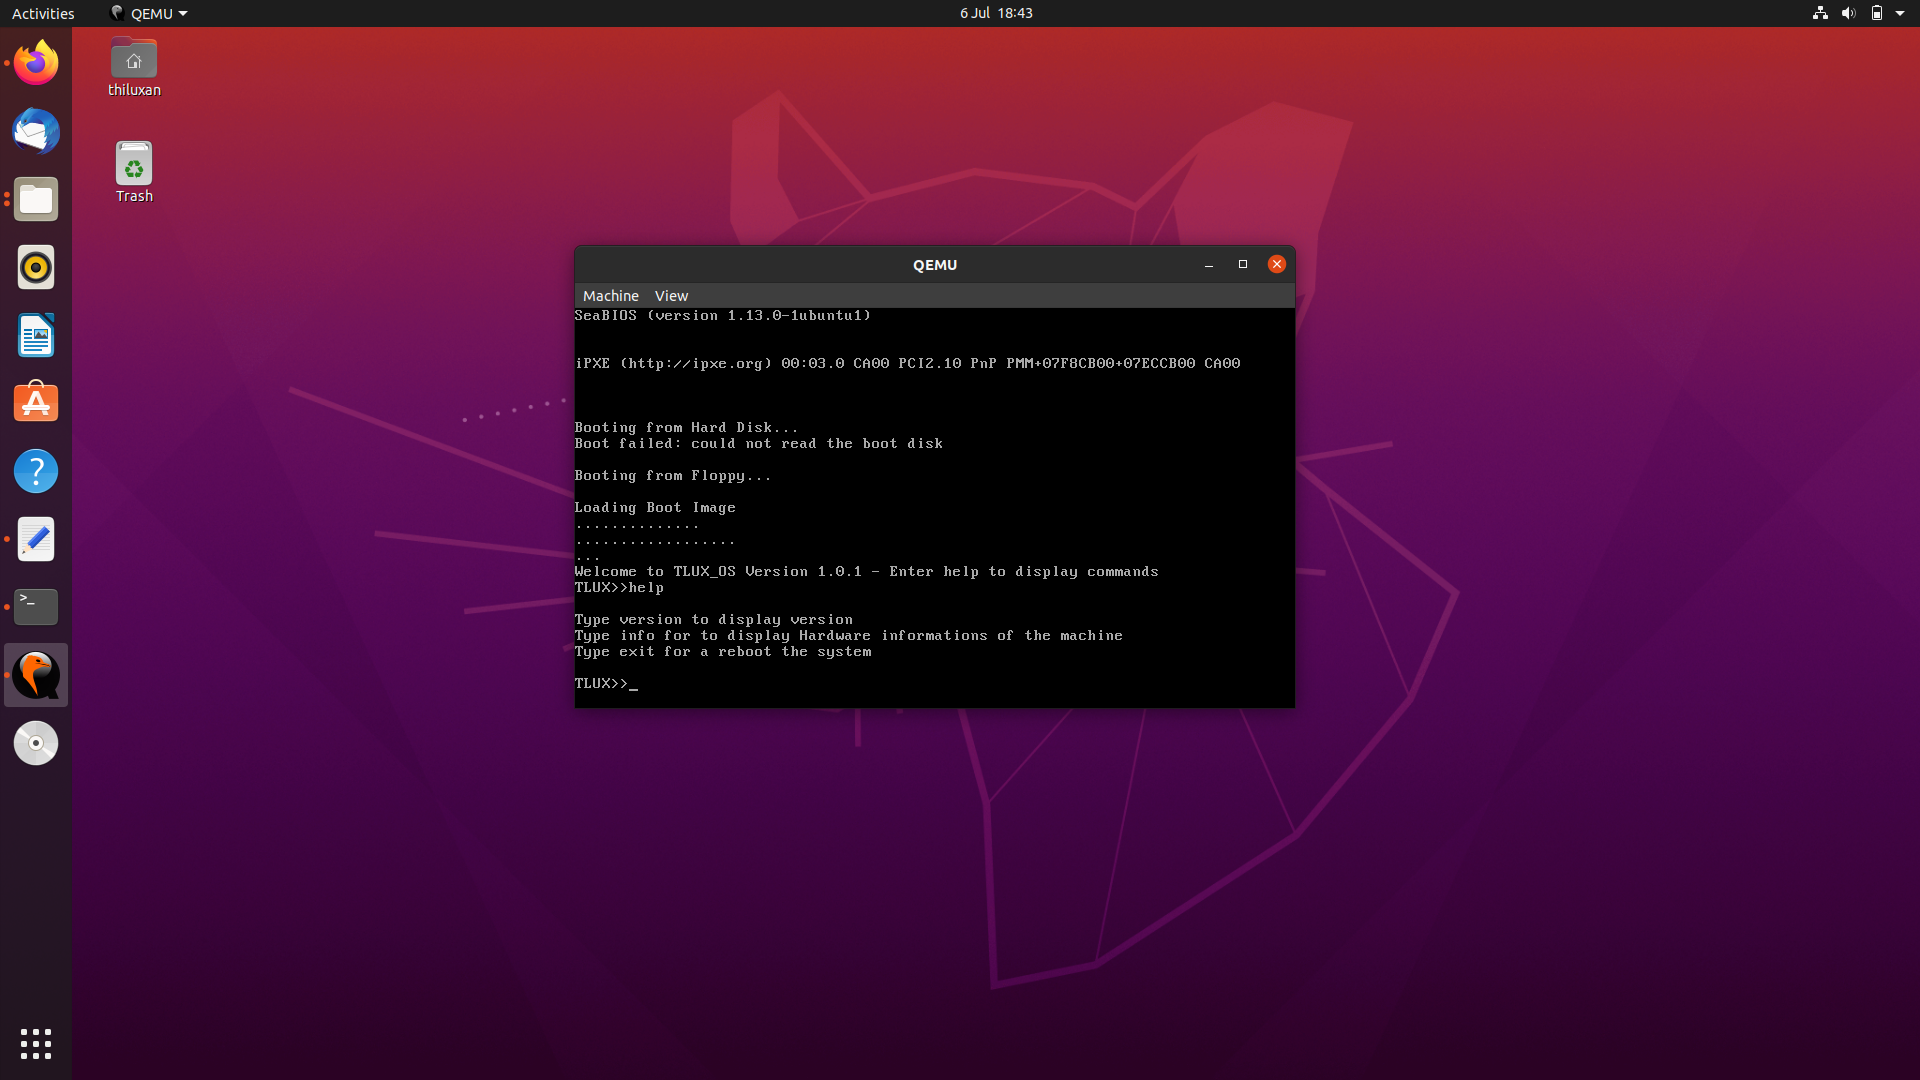 Activities
QEMU
6 Jul 18:43
thiluxan
Trash
QEMU
Machine View
SeaBIOS (version 1.13.0-1ubuntu1)
iPXE (http://ipxe.org) 00:03.0 CA00 PCI2.10 PnP PMM+07F8CB00+07ECCB00 CA00
Booting from Hard Disk...
Boot failed: could not read the boot disk
Booting from Floppy...
Loading Boot Image
..............
..................
...
Welcome to TLUX_OS Version 1.0.1 - Enter help to display commands
TLUX>>help
Type version to display version
Type info for to display Hardware informations of the machine
Type exit for a reboot the system
TLUX>>_